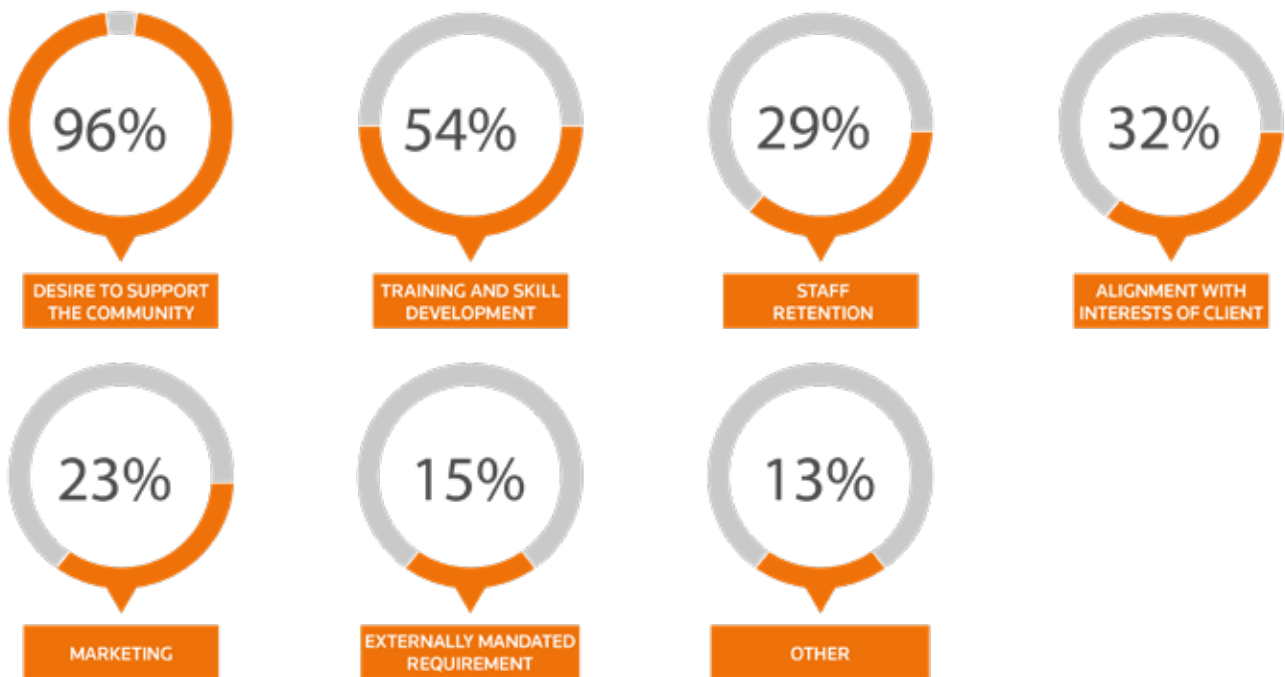 96%
54%
29%
32%
DESIRE TO SUPPORT
THE COMMUNITY
TRAINING AND SKILL
DEVELOPMENT
STAFF
RETENTION
ALIGNMENT WITH
INTERESTS OF CLIENT
23%
15%
13%
MARKETING
EXTERNALLY MANDATED
REQUIREMENT
OTHER